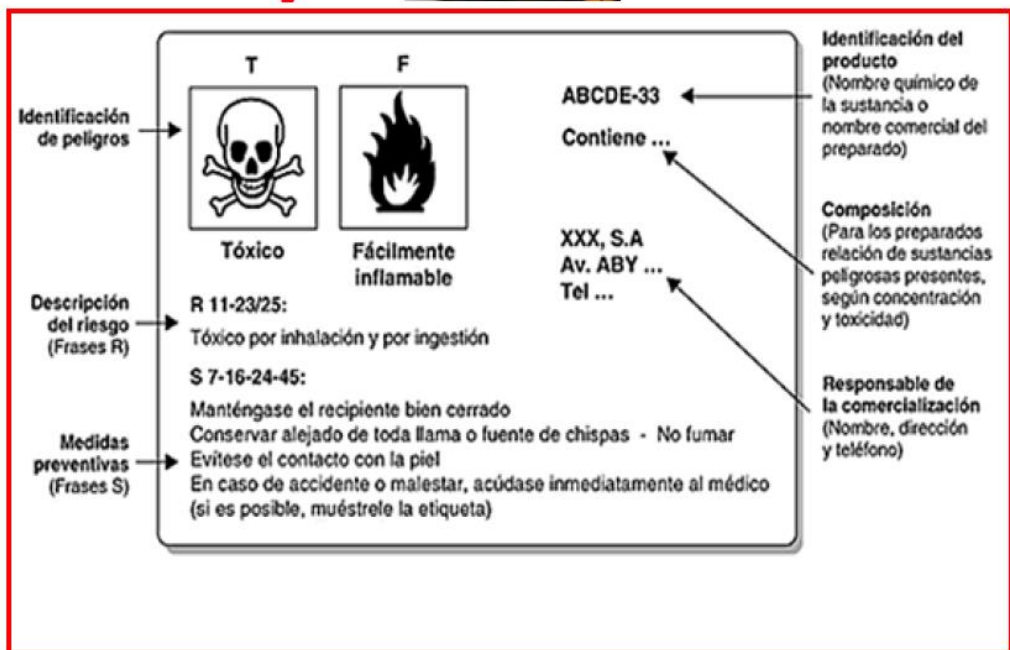 Identificación
de peligros
Descripción
del riesgo
(Frases R)
Medidas
preventivas
(Frases S)
T
F
Tóxico
Fácilmente
inflamable
R 11-23/25:
Tóxico por inhalación y por ingestión
S 7-16-24-45:
Manténgase el recipiente bien cerrado
Conservar alejado de toda llama o fuente de chispas - No fumar
Evítese el contacto con la piel
En caso de accidente o malestar, acúdase inmediatamente al médico
(si es posible, muéstrele la etiqueta)
ABCDE-33
Contiene ...
XXX, S.A
Av. ABY ...
Tel ...
Identificación del
producto
(Nombre químico de
la sustancia o
nombre comercial del
preparado)
Composición
(Para los preparados
relación de sustancias
peligrosas presentes,
según concentración
y toxicidad)
Responsable de
la comercialización
(Nombre, dirección
y teléfono)